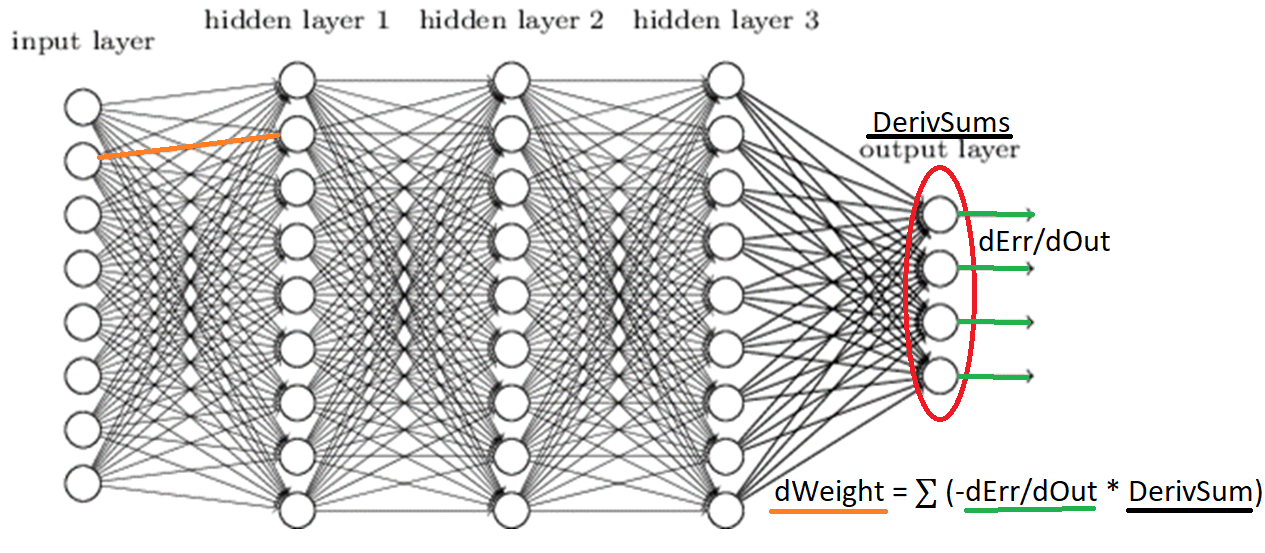 input layer
hidden layer 1
hidden layer 2
hidden layer 3
DerivSums
output layer
dErr/dOut
dWeight = ∑ (-dErr/dOut * DerivSum)